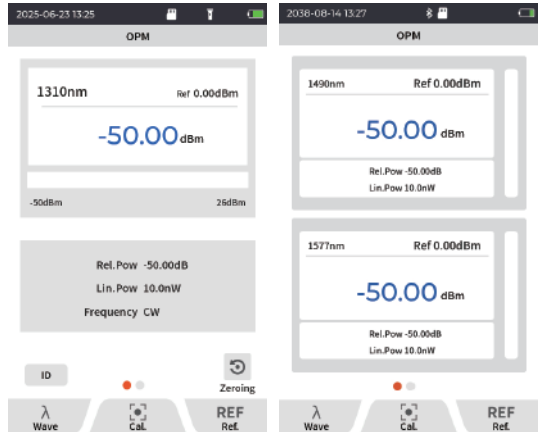 2025-06-23 13:25
OPM
1310nm Ref 0.00dBm
-50.00 dBm
-50dBm 26dBm
Rel.Pow -50.00dB
Lin.Pow 10.0nW
Frequency CW
ID
Zeroing
λ
Wave
Cal.
REF
Ref.
2038-08-14 13:27
OPM
1490nm Ref 0.00dBm
-50.00 dBm
Rel.Pow -50.00dB
Lin.Pow 10.0nW
1577nm Ref 0.00dBm
-50.00 dBm
Rel.Pow -50.00dB
Lin.Pow 10.0nW
λ
Wave
Cal.
REF
Ref.